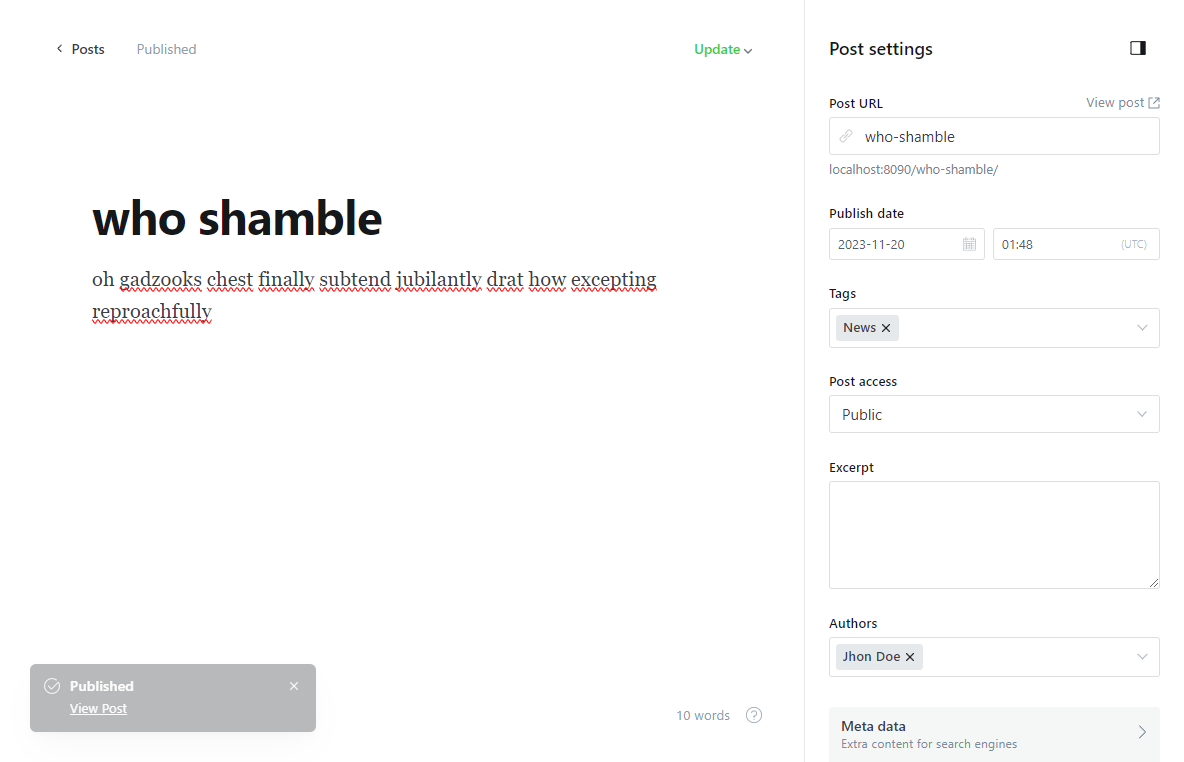 Posts
Published
Update
Post settings
Post URL
View post
who-shamble
localhost:8090/who-shamble/
Publish date
2023-11-20
01:48
(UTC)
Tags
News
Post access
Public
Excerpt
Authors
Jhon Doe
Meta data
Extra content for search engines
who shamble
oh gadzooks chest finally subtend jubilantly drat how excepting
reproachfully
Published
View Post
10 words
?